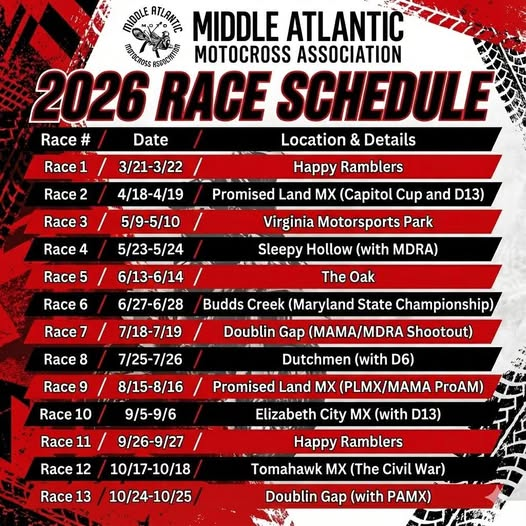 MIDDLE ATLANTIC
MOTO
MOTOCROSS ASSOCIATION
MIDDLE ATLANTIC
MOTOCROSS ASSOCIATION
2026 RACE SCHEDULE
Race # / Date / Location & Details
Race 1 / 3/21-3/22 / Happy Ramblers
Race 2 / 4/18-4/19 / Promised Land MX (Capitol Cup and D13)
Race 3 / 5/9-5/10 / Virginia Motorsports Park
Race 4 / 5/23-5/24 / Sleepy Hollow (with MDRA)
Race 5 / 6/13-6/14 / The Oak
Race 6 / 6/27-6/28 / Budds Creek (Maryland State Championship)
Race 7 / 7/18-7/19 / Doublin Gap (MAMA/MDRA Shootout)
Race 8 / 7/25-7/26 / Dutchmen (with D6)
Race 9 / 8/15-8/16 / Promised Land MX (PLMX/MAMA ProAM)
Race 10 / 9/5-9/6 / Elizabeth City MX (with D13)
Race 11 / 9/26-9/27 / Happy Ramblers
Race 12 / 10/17-10/18 / Tomahawk MX (The Civil War)
Race 13 / 10/24-10/25 / Doublin Gap (with PAMX)